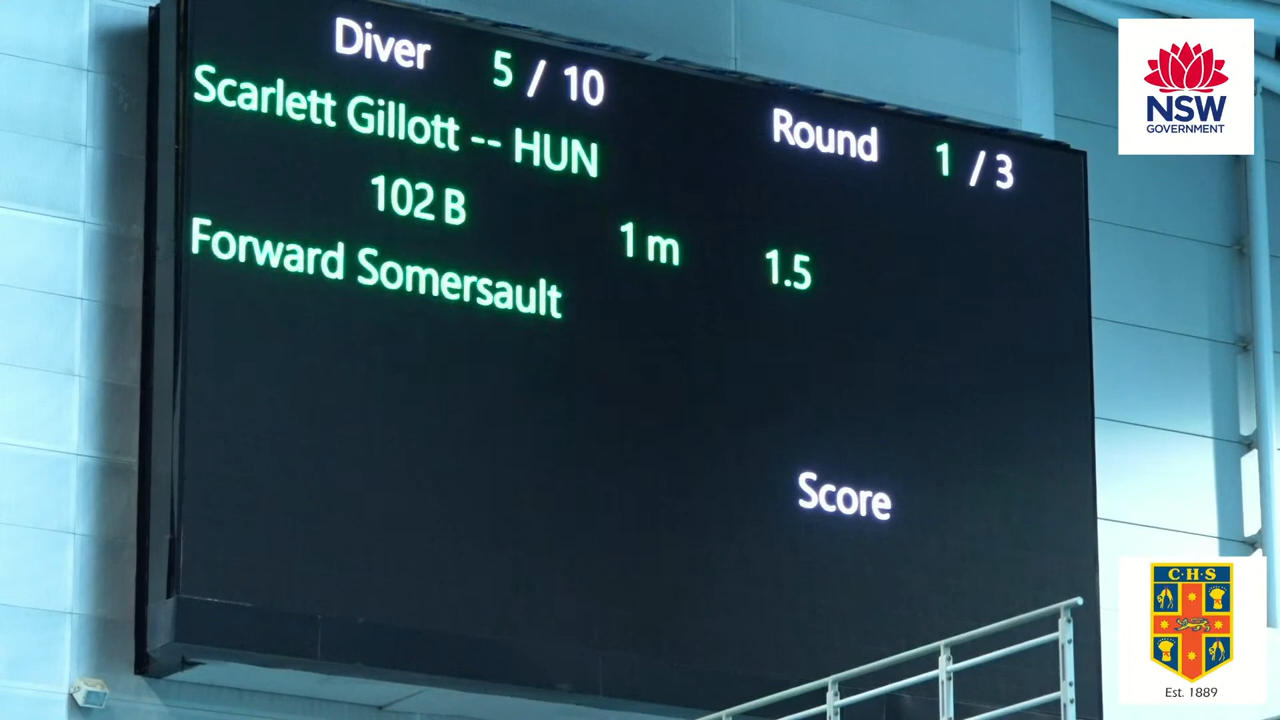 Diver 5 / 10
Scarlett Gillott -- HUN
Round 1 / 3
102 B
Forward Somersault
1 m
1.5
Score
NSW
GOVERNMENT
C·H·S
Est. 1889